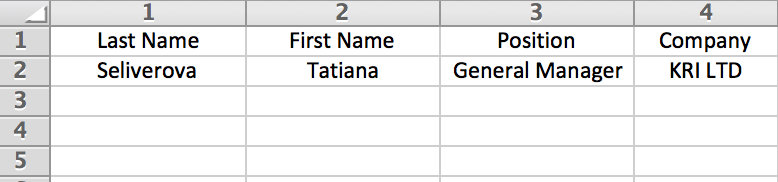 1 2 3 4
1 Last Name First Name Position Company
2 Seliverova Tatiana General Manager KRI LTD
3
4
5